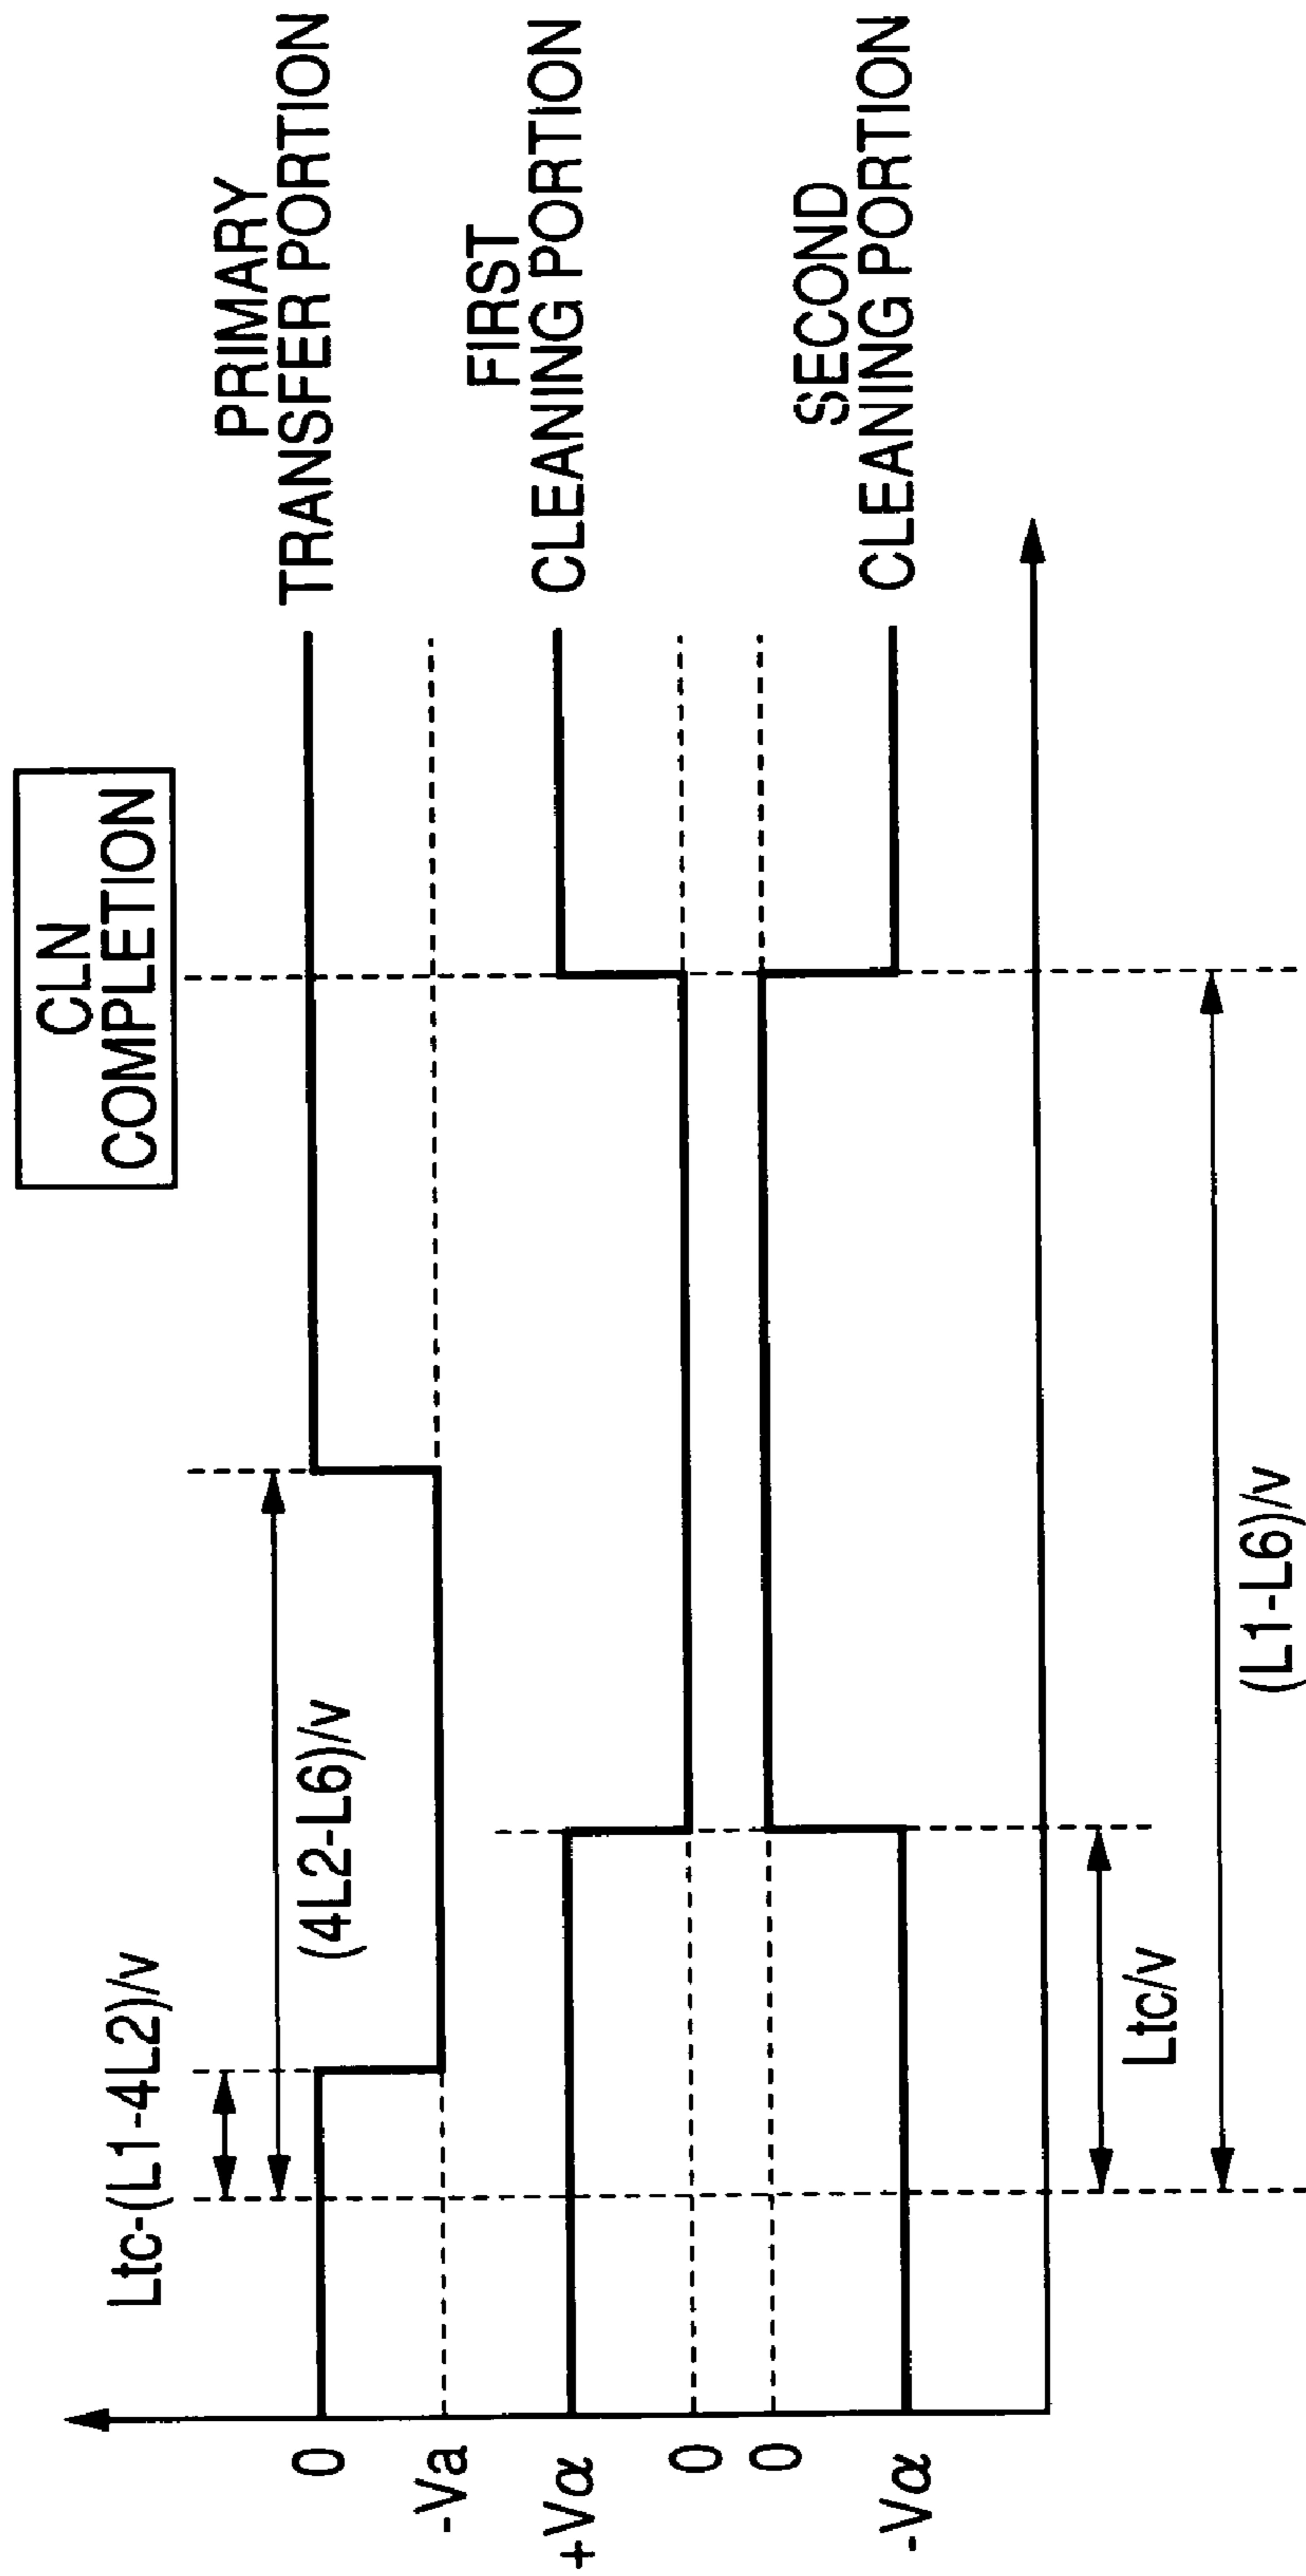 CLN
COMPLETION
Ltc-(L1-4L2)/v
(4L2-L6)/v
0
-Va
PRIMARY
TRANSFER PORTION
+Vα
0
FIRST
CLEANING PORTION
0
-Vα
SECOND
CLEANING PORTION
Ltc/v
(L1-L6)/v